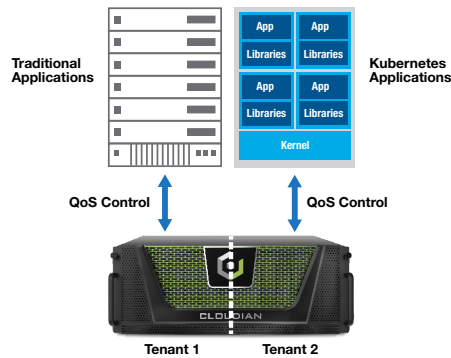 App App
Libraries Libraries
Traditional
Applications
Kubernetes
Applications
App App
Libraries Libraries
Kernel
QoS Control QoS Control
CLOUDIAN
Tenant 1 Tenant 2